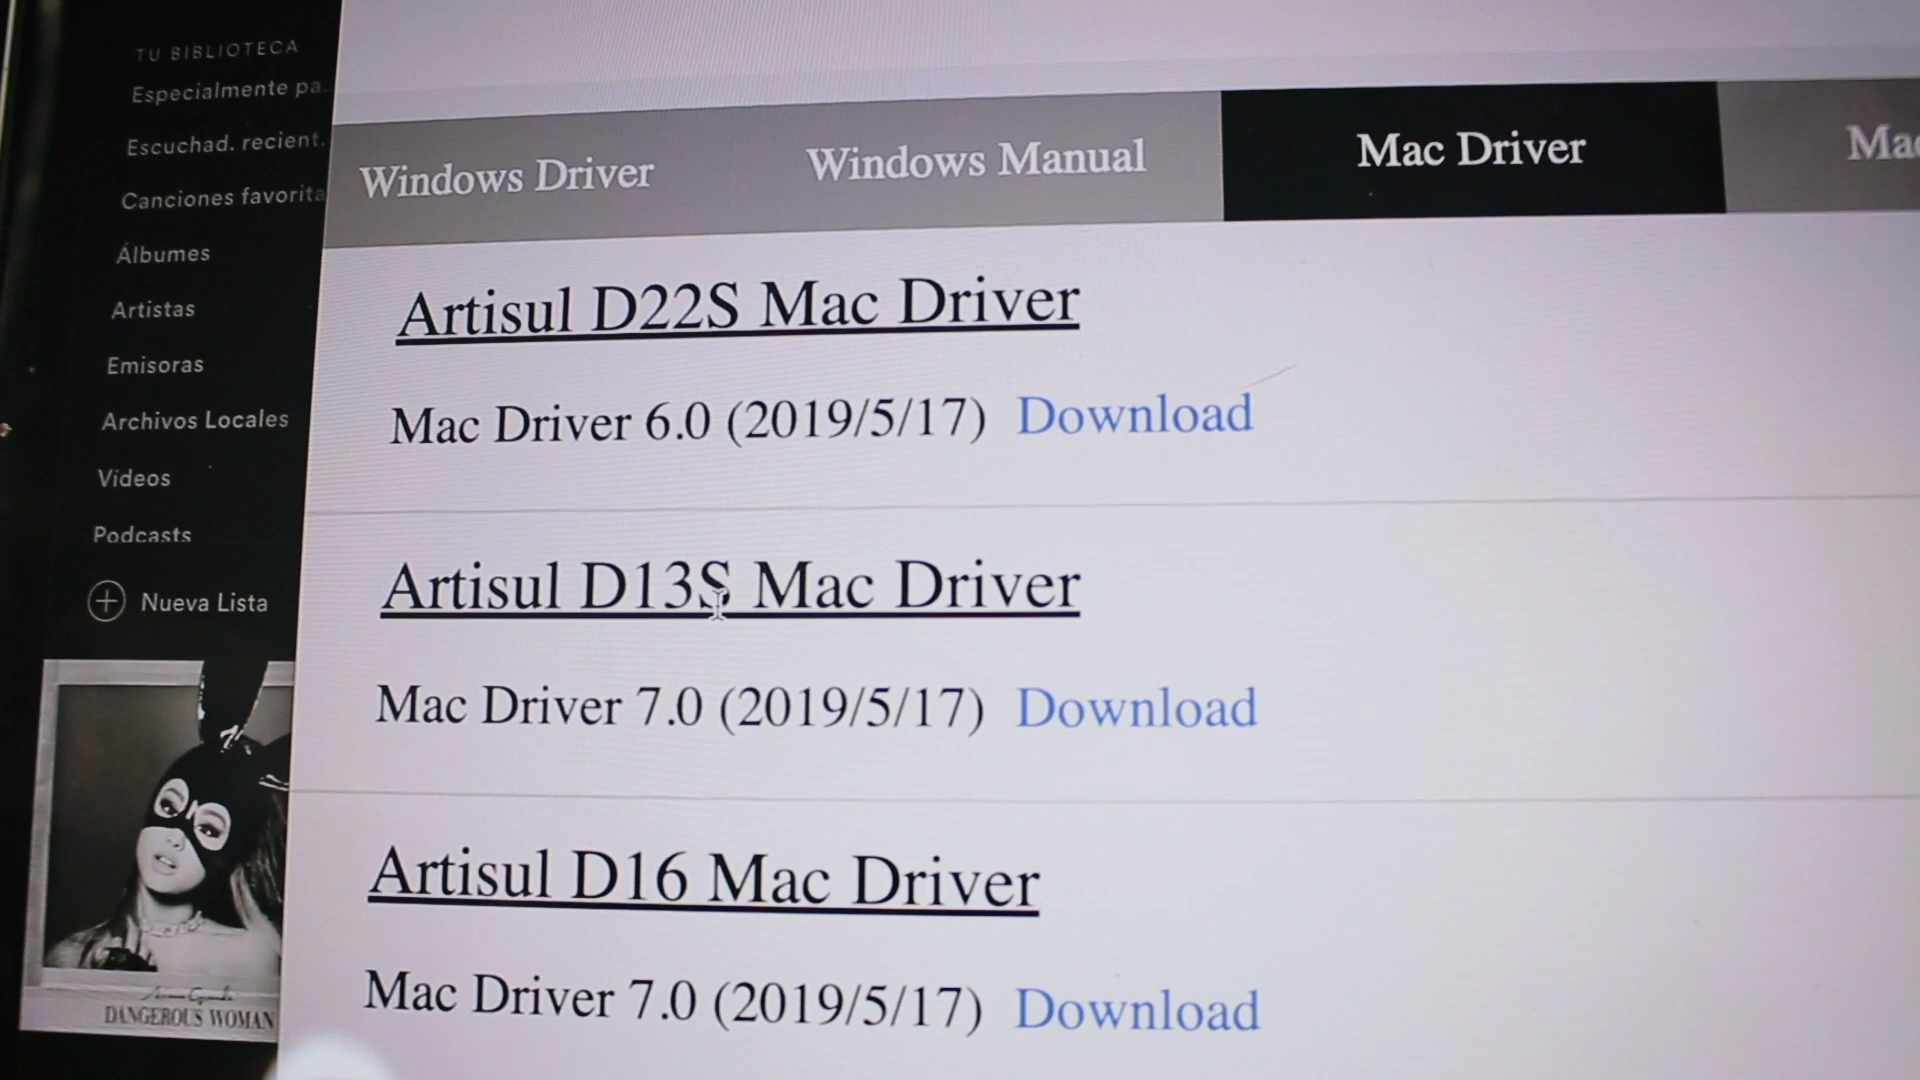 TU BIBLIOTECA
Especialmente pa...
Escuchad. recient.
Canciones favorita
Álbumes
Artistas
Emisoras
Archivos Locales
Vídeos
Podcasts
Nueva Lista
DANGEROUS WOMAN
Windows Driver
Windows Manual
Mac Driver
Mac
Artisul D22S Mac Driver
Mac Driver 6.0 (2019/5/17) Download
Artisul D13S Mac Driver
Mac Driver 7.0 (2019/5/17) Download
Artisul D16 Mac Driver
Mac Driver 7.0 (2019/5/17) Download